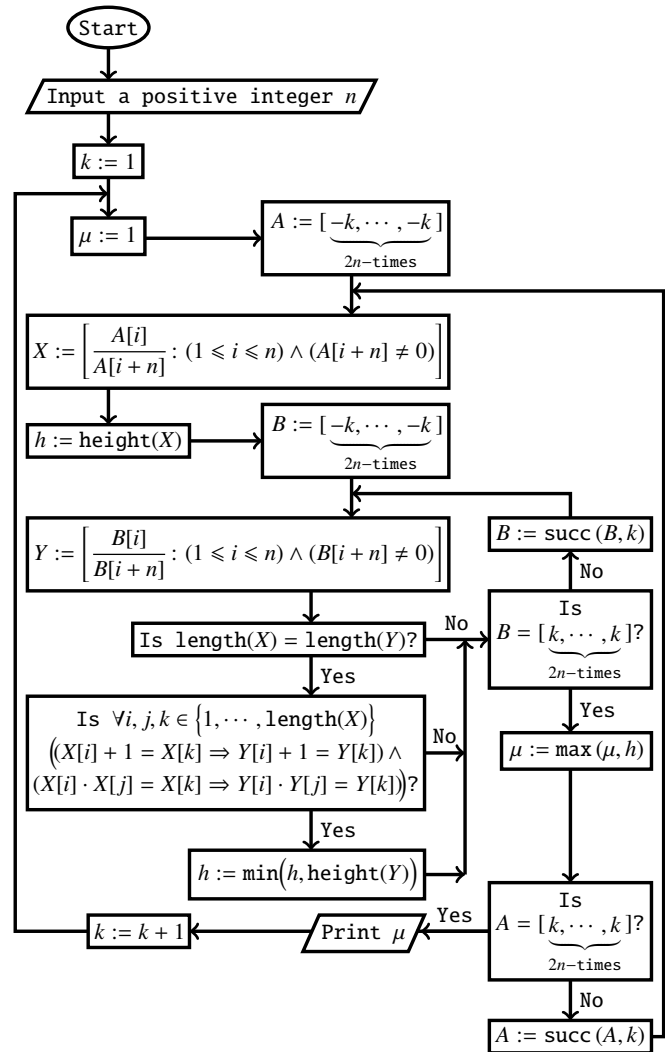 Start
Input a positive integer n
k := 1
μ := 1
A := [ −k, ⋯ , −k ]
2n−times
X := [ A[i] / A[i + n] : (1 ⩽ i ⩽ n) ∧ (A[i + n] ≠ 0) ]
h := height(X)
B := [ −k, ⋯ , −k ]
2n−times
Y := [ B[i] / B[i + n] : (1 ⩽ i ⩽ n) ∧ (B[i + n] ≠ 0) ]
B := succ (B, k)
No
Is length(X) = length(Y)?
No
Is
B = [ k, ⋯ , k ]?
2n−times
Yes
Yes
Is ∀i, j, k ∈ {1, ⋯ , length(X)}
((X[i] + 1 = X[k] ⇒ Y[i] + 1 = Y[k]) ∧
(X[i] · X[j] = X[k] ⇒ Y[i] · Y[j] = Y[k]))?
No
μ := max (μ, h)
Yes
h := min(h, height(Y))
Is
A = [ k, ⋯ , k ]?
2n−times
Yes
Print μ
k := k + 1
No
A := succ (A, k)